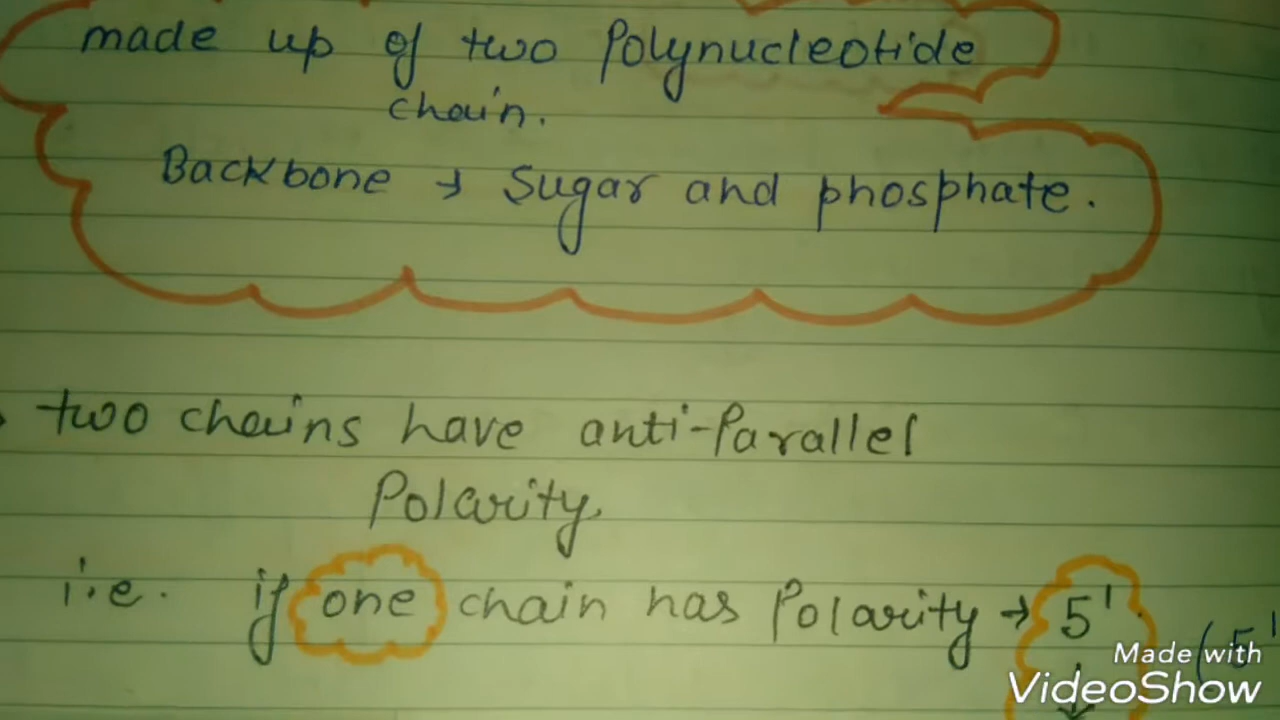 made up of two Polynucleotide
chain.
Backbone → Sugar and phosphate.
two chains have anti-Parallel
Polarity.
i.e. if one chain has Polarity → 5'
↓
(5'
Made with
VideoShow